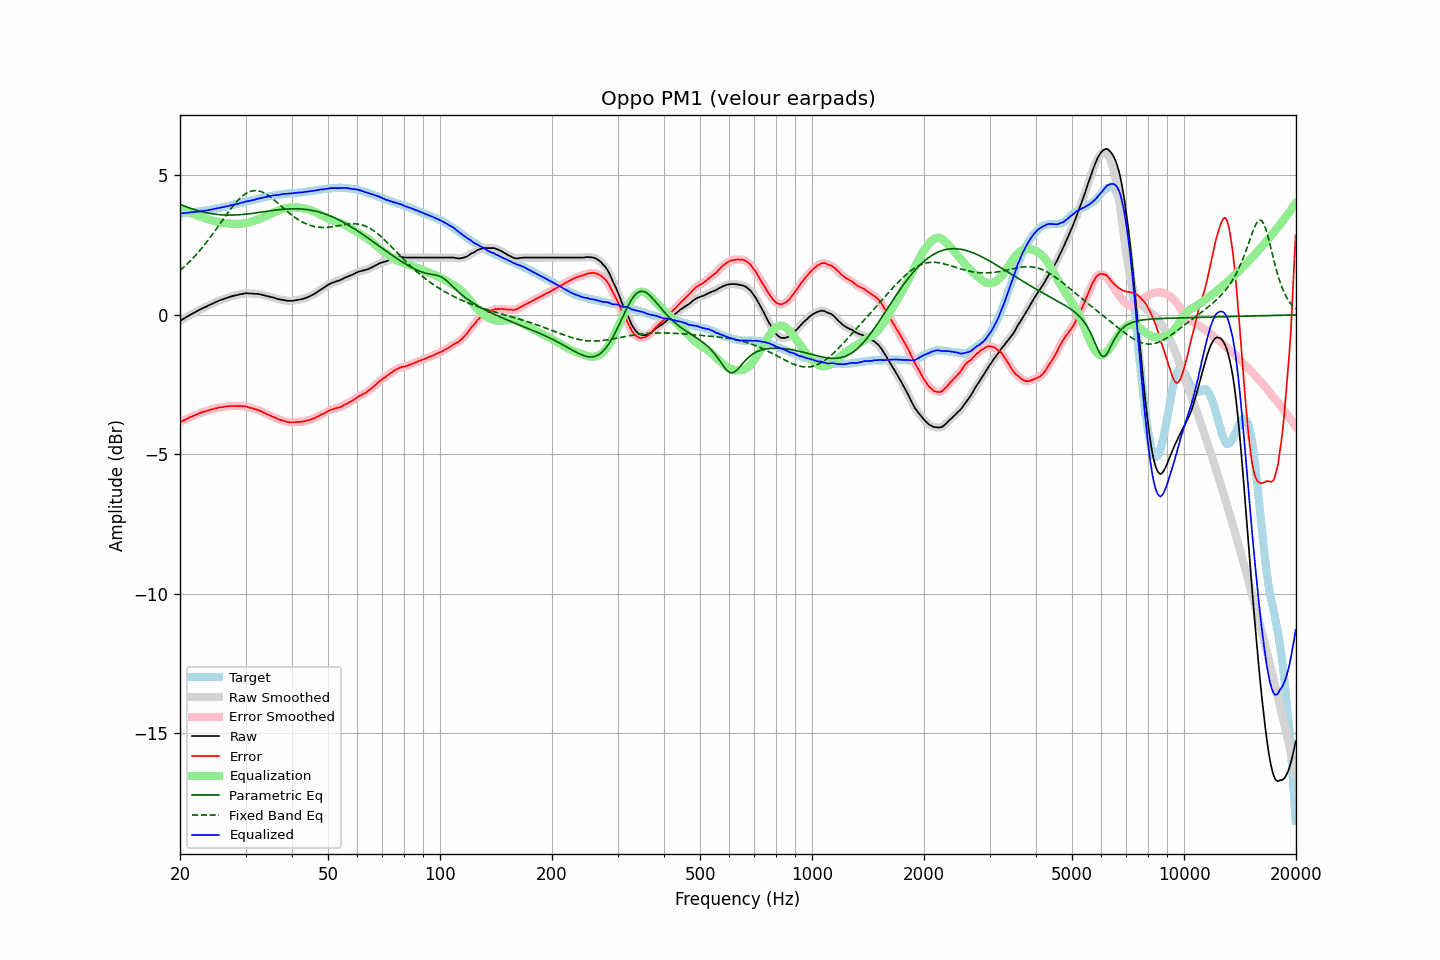 Oppo PM1 (velour earpads)
Amplitude (dBr)
5
0
−5
−10
−15
Target
Raw Smoothed
Error Smoothed
Raw
Error
Equalization
Parametric Eq
Fixed Band Eq
Equalized
20 50 100 200 500 1000 2000 5000 10000 20000
Frequency (Hz)